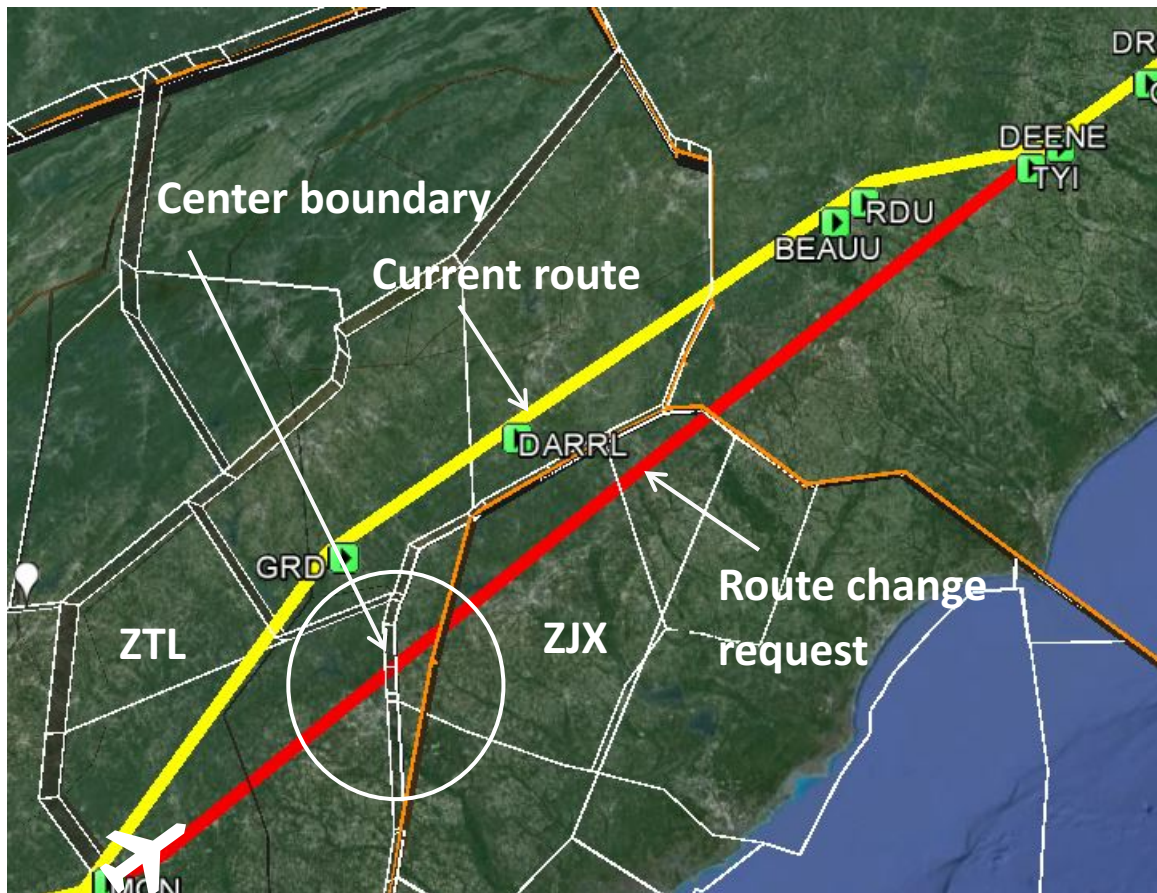 DR
DEENE
TYI
Center boundary
RDU
BEAUU
Current route
DARRL
GRD
Route change
request
ZTL
ZJX